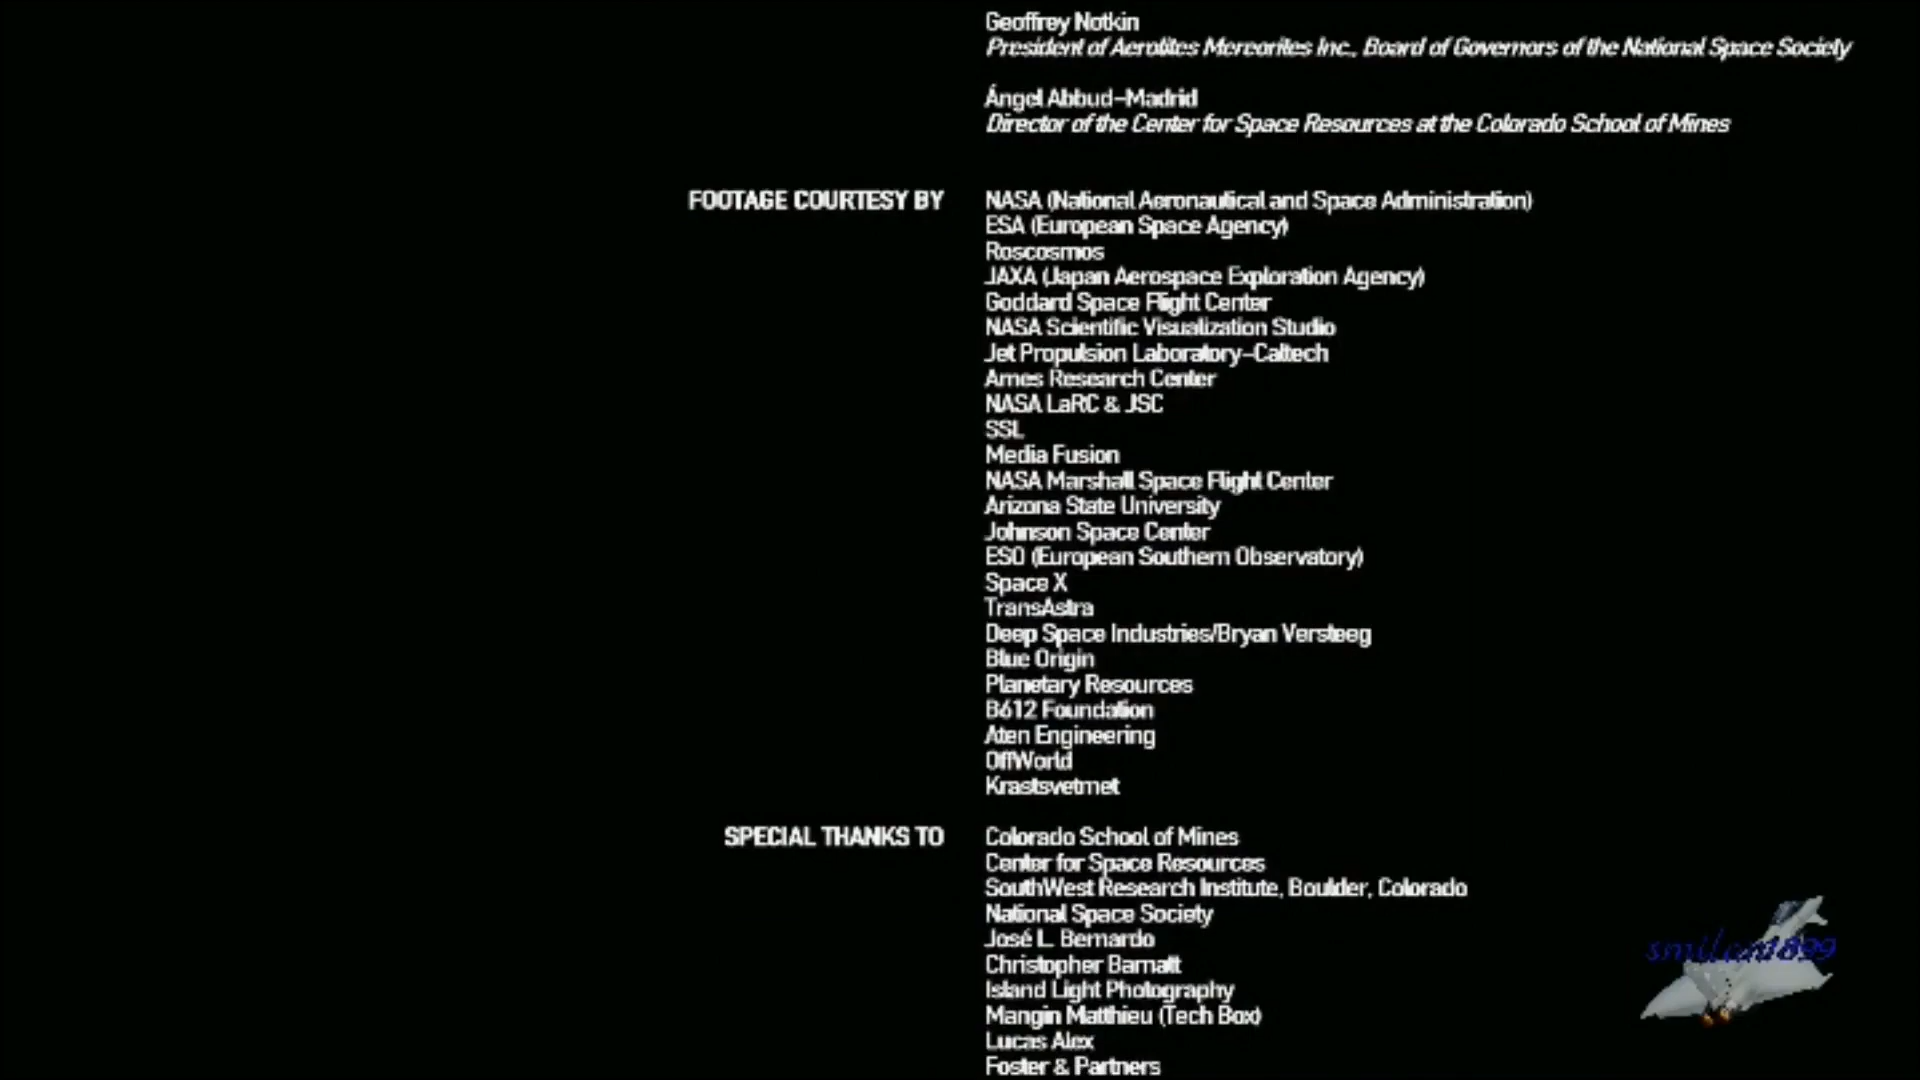 Geoffrey Notkin
President of Aerolites Mereorites Inc., Board of Governors of the National Space Society
Ángel Abbud-Madrid
Director of the Center for Space Resources at the Colorado School of Mines
FOOTAGE COURTESY BY
NASA (National Aeronautical and Space Administration)
ESA (European Space Agency)
Roscosmos
JAXA (Japan Aerospace Exploration Agency)
Goddard Space Flight Center
NASA Scientific Visualization Studio
Jet Propulsion Laboratory-Caltech
Ames Research Center
NASA LaRC & JSC
SSL
Media Fusion
NASA Marshall Space Flight Center
Arizona State University
Johnson Space Center
ESO (European Southern Observatory)
Space X
TransAstra
Deep Space Industries/Bryan Versteeg
Blue Origin
Planetary Resources
B612 Foundation
Aten Engineering
OffWorld
Krastsvetmet
SPECIAL THANKS TO
Colorado School of Mines
Center for Space Resources
SouthWest Research Institute, Boulder, Colorado
National Space Society
José L. Bernardo
Christopher Barnatt
Island Light Photography
Mangin Matthieu (Tech Box)
Lucas Alex
Foster & Partners